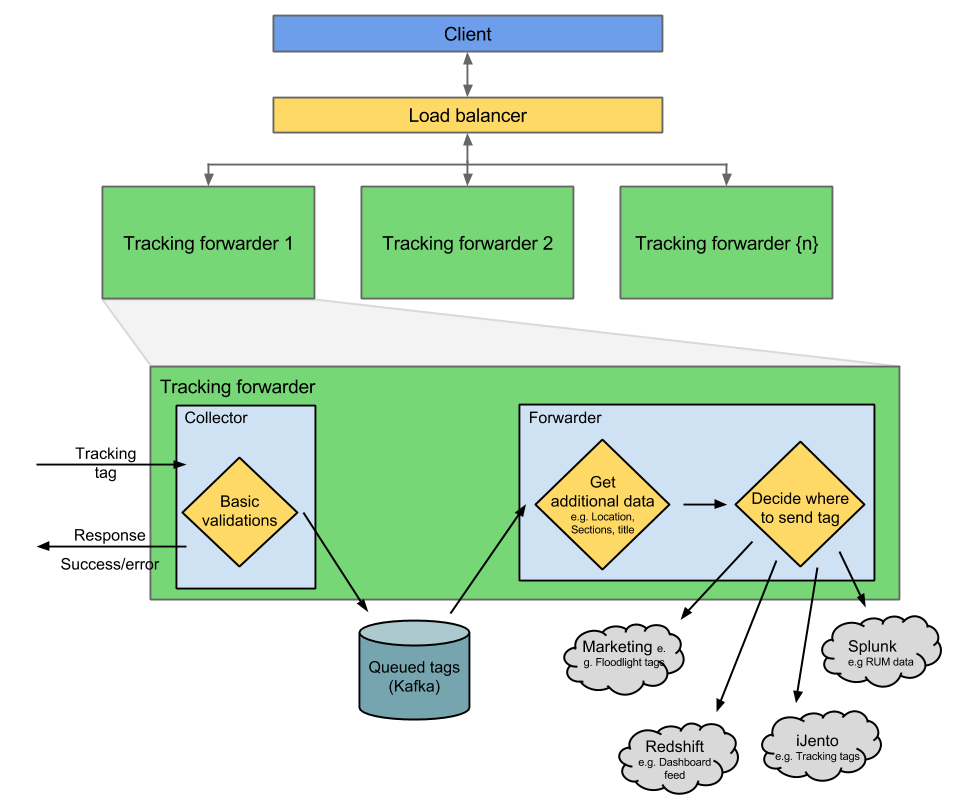 Client
Load balancer
Tracking forwarder 1
Tracking forwarder 2
Tracking forwarder {n}
Tracking forwarder
Collector
Forwarder
Tracking
tag
Basic
validations
Response
Success/error
Get
additional data
e.g. Location,
Sections, title
Decide where
to send tag
Queued tags
(Kafka)
Marketing e.
g. Floodlight tags
Splunk
e.g RUM data
Redshift
e.g. Dashboard
feed
iJento
e.g. Tracking tags